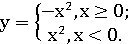 y = { −x², x ≥ 0;
x², x < 0.